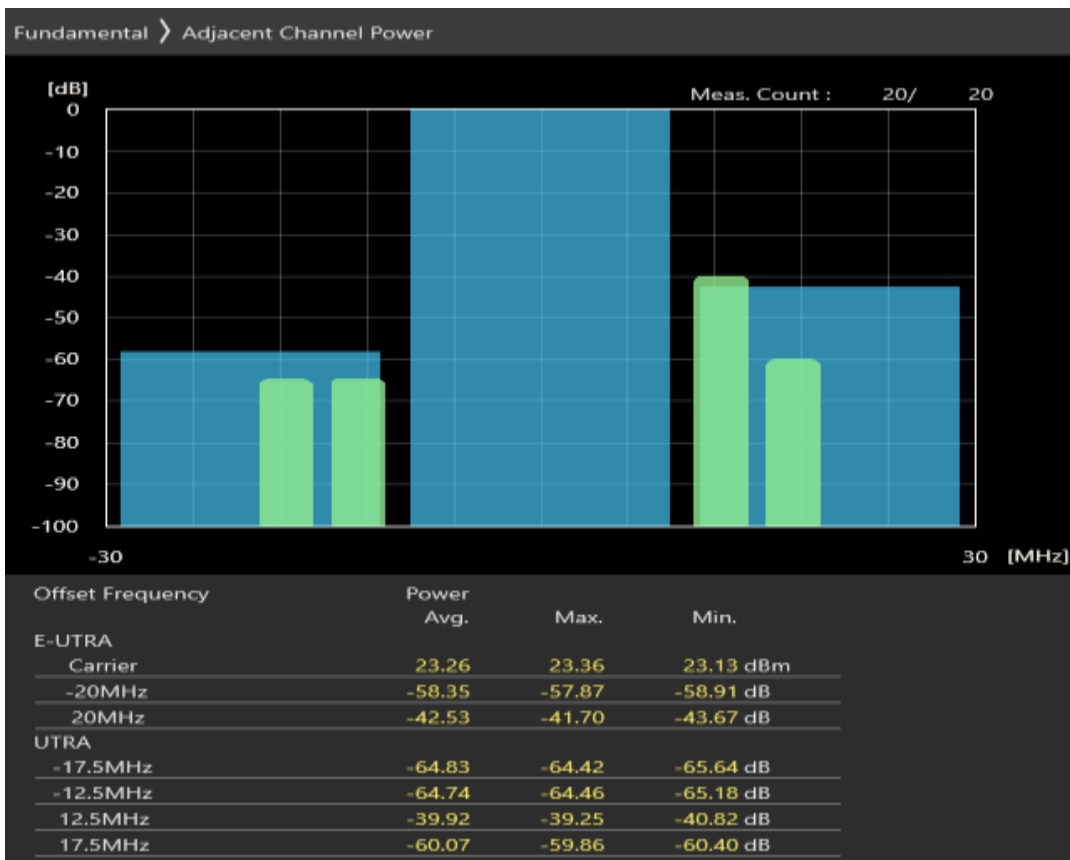 Fundamental 〉 Adjacent Channel Power
[dB]
Meas. Count : 20/ 20
0
-10
-20
-30
-40
-50
-60
-70
-80
-90
-100
-30 30 [MHz]
Offset Frequency Power
Avg. Max. Min.
E-UTRA
Carrier 23.26 23.36 23.13 dBm
-20MHz -58.35 -57.87 -58.91 dB
20MHz -42.53 -41.70 -43.67 dB
UTRA
-17.5MHz -64.83 -64.42 -65.64 dB
-12.5MHz -64.74 -64.46 -65.18 dB
12.5MHz -39.92 -39.25 -40.82 dB
17.5MHz -60.07 -59.86 -60.40 dB